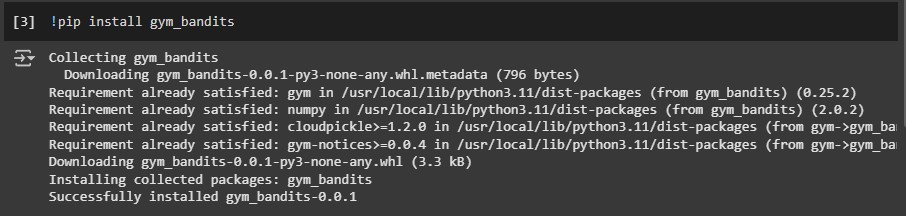 [3] !pip install gym_bandits
Collecting gym_bandits
Downloading gym_bandits-0.0.1-py3-none-any.whl.metadata (796 bytes)
Requirement already satisfied: gym in /usr/local/lib/python3.11/dist-packages (from gym_bandits) (0.25.2)
Requirement already satisfied: numpy in /usr/local/lib/python3.11/dist-packages (from gym_bandits) (2.0.2)
Requirement already satisfied: cloudpickle>=1.2.0 in /usr/local/lib/python3.11/dist-packages (from gym->gym_ba
Requirement already satisfied: gym-notices>=0.0.4 in /usr/local/lib/python3.11/dist-packages (from gym->gym_ba
Downloading gym_bandits-0.0.1-py3-none-any.whl (3.3 kB)
Installing collected packages: gym_bandits
Successfully installed gym_bandits-0.0.1